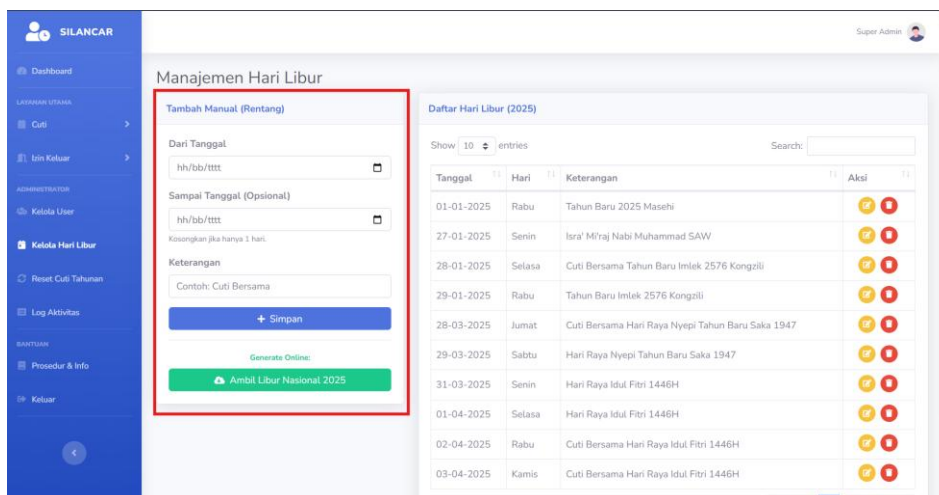 SILANCAR
Super Admin
Dashboard
LAYANAN UTAMA
Cuti
Izin Keluar
ADMINISTRATOR
Kelola User
Kelola Hari Libur
Reset Cuti Tahunan
Log Aktivitas
BANTUAN
Prosedur & Info
Keluar
Manajemen Hari Libur
Tambah Manual (Rentang)
Dari Tanggal
hh/bb/tttt
Sampai Tanggal (Opsional)
hh/bb/tttt
Kosongkan jika hanya 1 hari.
Keterangan
Contoh: Cuti Bersama
+ Simpan
Generate Online:
Ambil Libur Nasional 2025
Daftar Hari Libur (2025)
Show 10 entries Search:
Tanggal Hari Keterangan Aksi
01-01-2025 Rabu Tahun Baru 2025 Masehi
27-01-2025 Senin Isra' Mi'raj Nabi Muhammad SAW
28-01-2025 Selasa Cuti Bersama Tahun Baru Imlek 2576 Kongzili
29-01-2025 Rabu Tahun Baru Imlek 2576 Kongzili
28-03-2025 Jumat Cuti Bersama Hari Raya Nyepi Tahun Baru Saka 1947
29-03-2025 Sabtu Hari Raya Nyepi Tahun Baru Saka 1947
31-03-2025 Senin Hari Raya Idul Fitri 1446H
01-04-2025 Selasa Hari Raya Idul Fitri 1446H
02-04-2025 Rabu Cuti Bersama Hari Raya Idul Fitri 1446H
03-04-2025 Kamis Cuti Bersama Hari Raya Idul Fitri 1446H